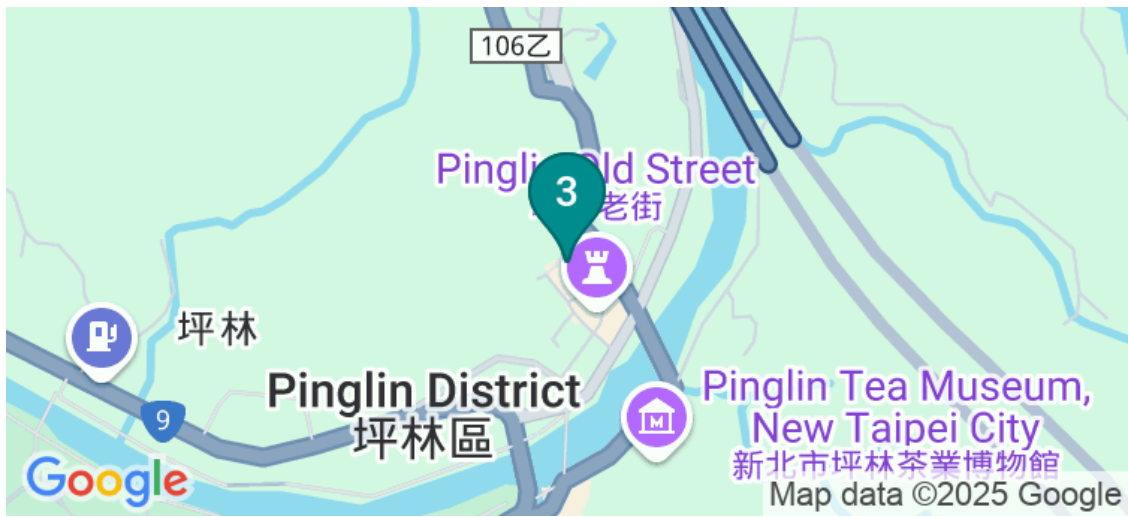 106乙
Pinglin Old Street
3
老街
坪林
Pinglin District
坪林區
9
Pinglin Tea Museum,
New Taipei City
新北市坪林茶業博物館
Google
Map data ©2025 Google